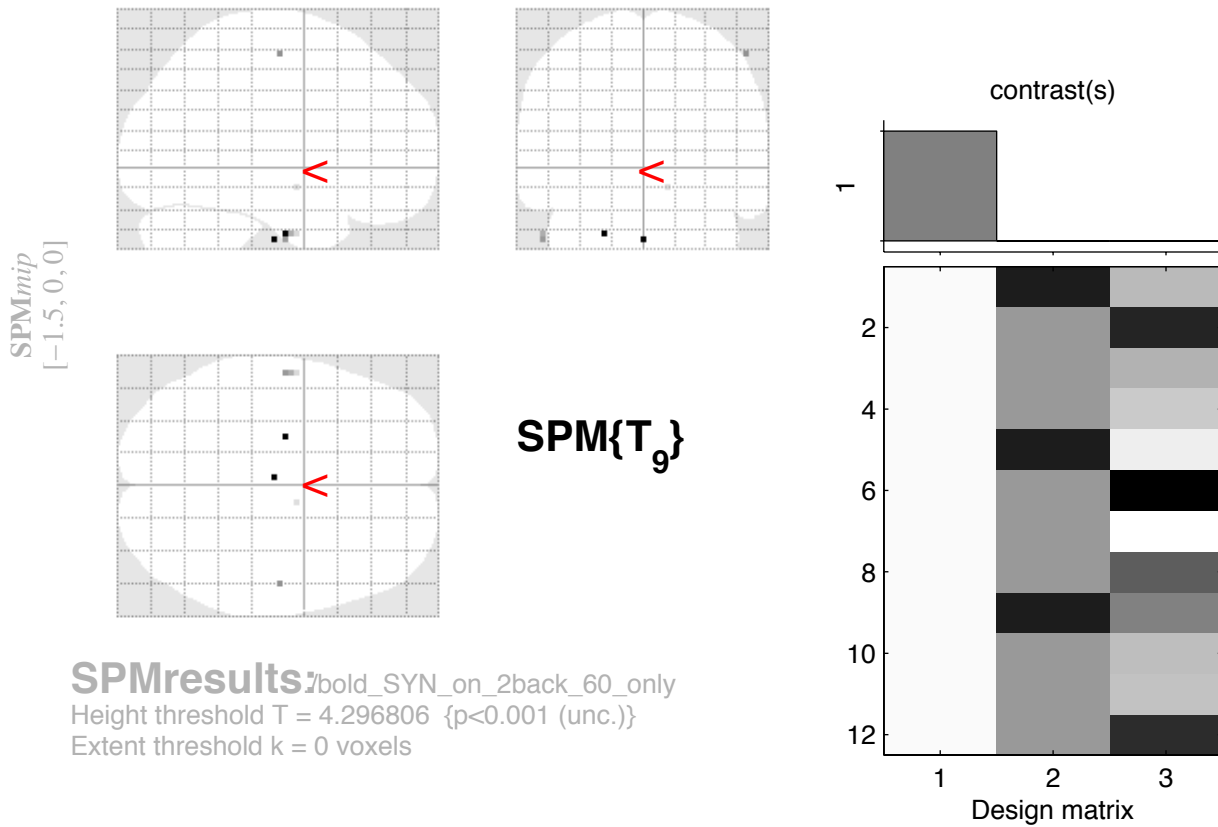 SPMmip
[−1.5, 0, 0]
<
<
<
SPM{T9}
SPMresults:/bold_SYN_on_2back_60_only
Height threshold T = 4.296806 {p<0.001 (unc.)}
Extent threshold k = 0 voxels
contrast(s)
1
2
4
6
8
10
12
1 2 3
Design matrix